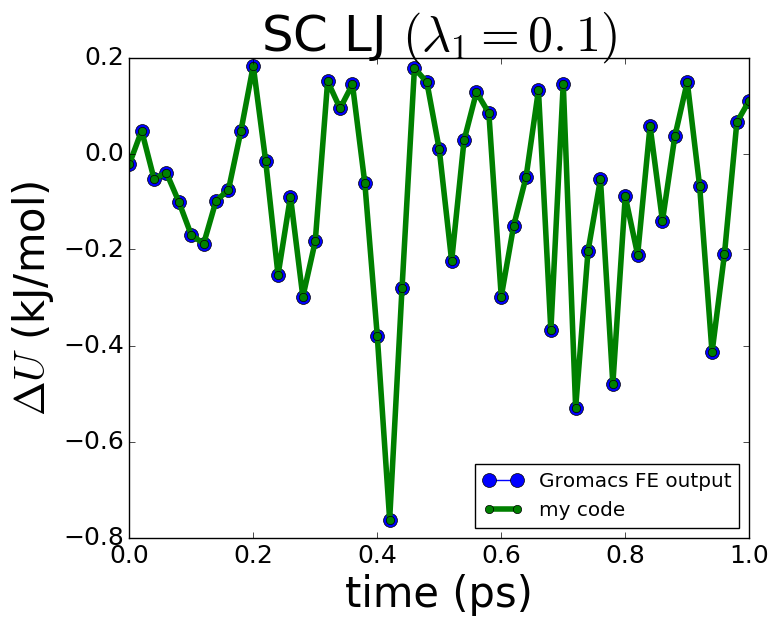 SC LJ (λ₁ = 0.1)
0.2
0.0
−0.2
−0.4
−0.6
−0.8
ΔU (kJ/mol)
Gromacs FE output
my code
0.0 0.2 0.4 0.6 0.8 1.0
time (ps)